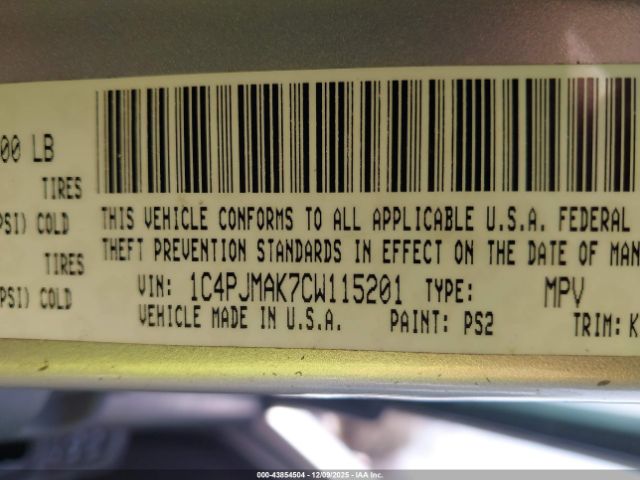 00 LB
TIRES
PSI) COLD
TIRES
PSI) COLD
THIS VEHICLE CONFORMS TO ALL APPLICABLE U.S.A. FEDERAL
THEFT PREVENTION STANDARDS IN EFFECT ON THE DATE OF MAN
VIN: 1C4PJMAK7CW115201 TYPE: MPV
VEHICLE MADE IN U.S.A. PAINT: PS2 TRIM: K
000-43854504 - 12/09/2025 - Copyright © 2025 IAA, Inc.